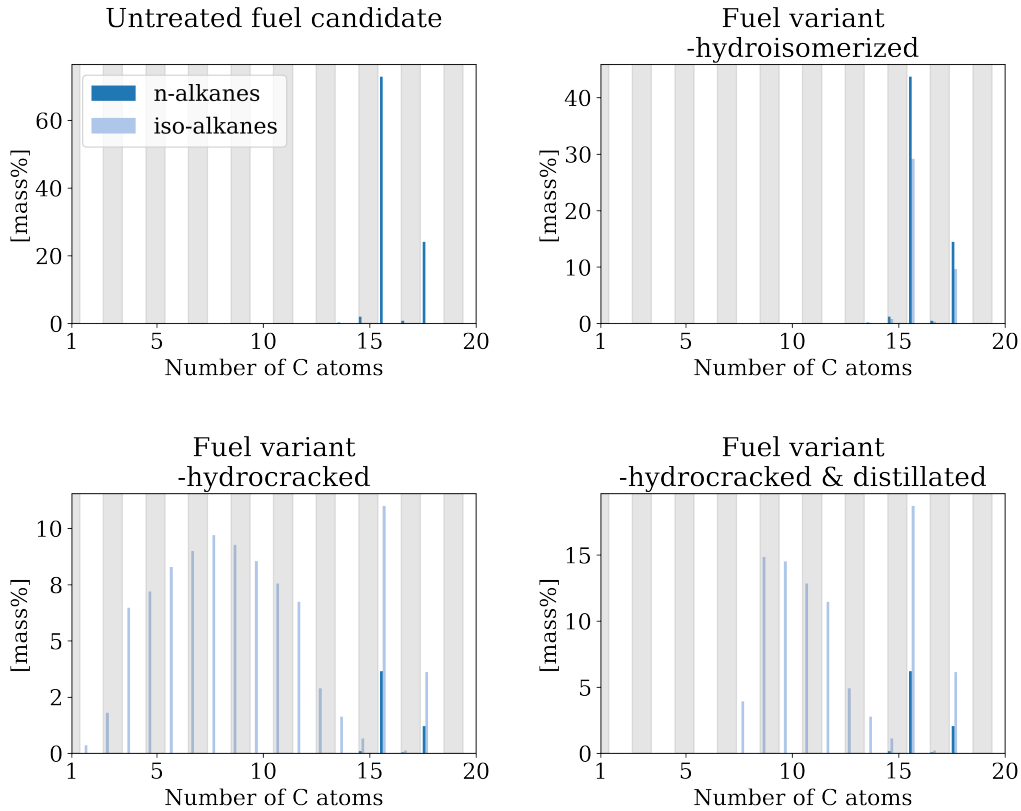 Untreated fuel candidate
[mass%]
60
40
20
0
n-alkanes
iso-alkanes
1
5
10
15
20
Number of C atoms
Fuel variant
-hydroisomerized
[mass%]
40
30
20
10
0
1
5
10
15
20
Number of C atoms
Fuel variant
-hydrocracked
[mass%]
10
8
5
2
0
1
5
10
15
20
Number of C atoms
Fuel variant
-hydrocracked & distillated
[mass%]
15
10
5
0
1
5
10
15
20
Number of C atoms